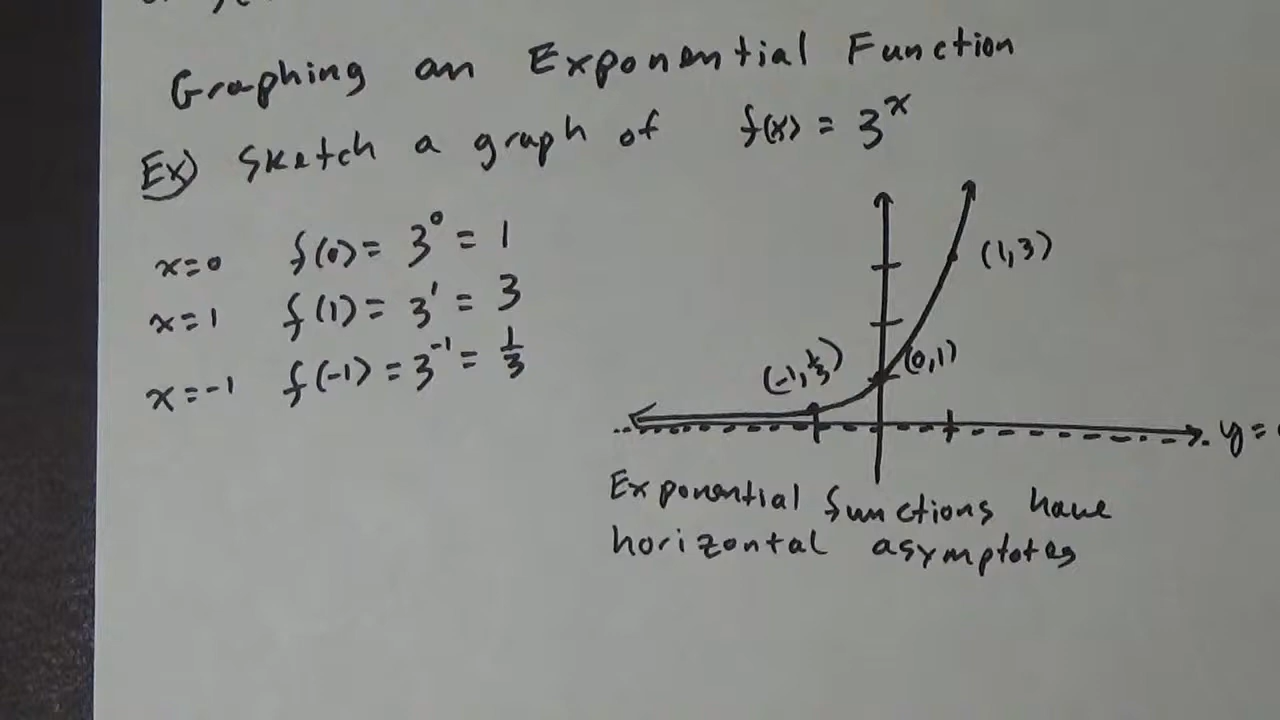 Graphing an Exponential Function
Ex) Sketch a graph of f(x) = 3^x
x=0 f(0) = 3^0 = 1
x=1 f(1) = 3^1 = 3
x=-1 f(-1) = 3^-1 = 1/3
(1,3)
(-1, 1/3) (0,1)
y =
Exponential functions have
horizontal asymptotes